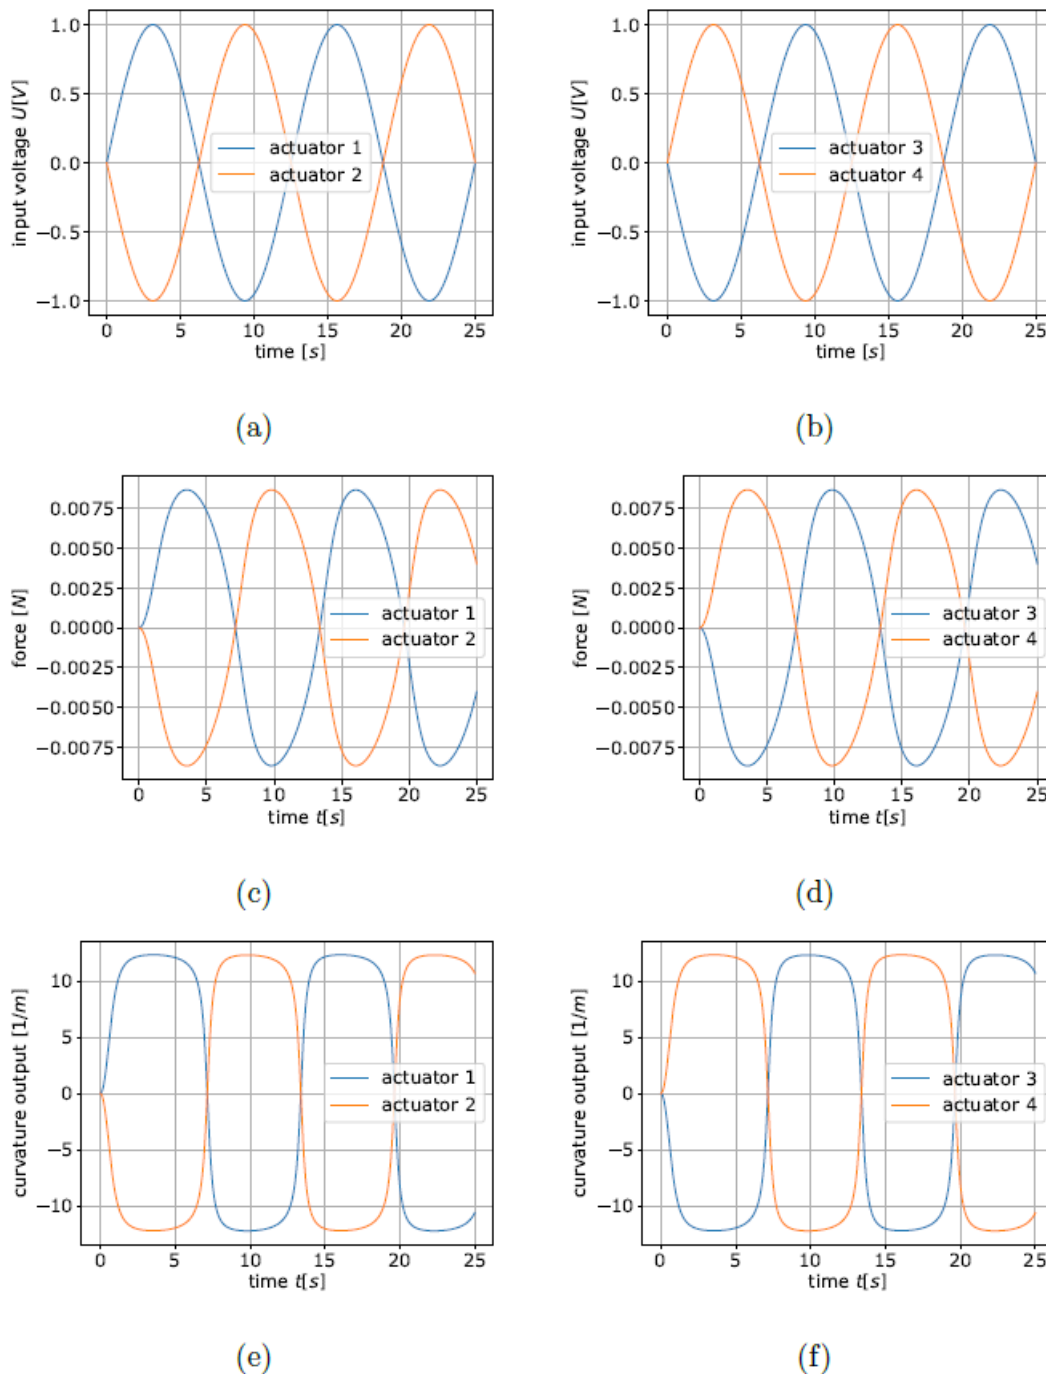 1.0
0.5
0.0
−0.5
−1.0
input voltage U[V]
actuator 1
actuator 2
0 5 10 15 20 25
time [s]
(a)
1.0
0.5
0.0
−0.5
−1.0
input voltage U[V]
actuator 3
actuator 4
0 5 10 15 20 25
time [s]
(b)
0.0075
0.0050
0.0025
0.0000
−0.0025
−0.0050
−0.0075
force [N]
actuator 1
actuator 2
0 5 10 15 20 25
time t[s]
(c)
0.0075
0.0050
0.0025
0.0000
−0.0025
−0.0050
−0.0075
force [N]
actuator 3
actuator 4
0 5 10 15 20 25
time t[s]
(d)
10
5
0
−5
−10
curvature output [1/m]
actuator 1
actuator 2
0 5 10 15 20 25
time t[s]
(e)
10
5
0
−5
−10
curvature output [1/m]
actuator 3
actuator 4
0 5 10 15 20 25
time t[s]
(f)